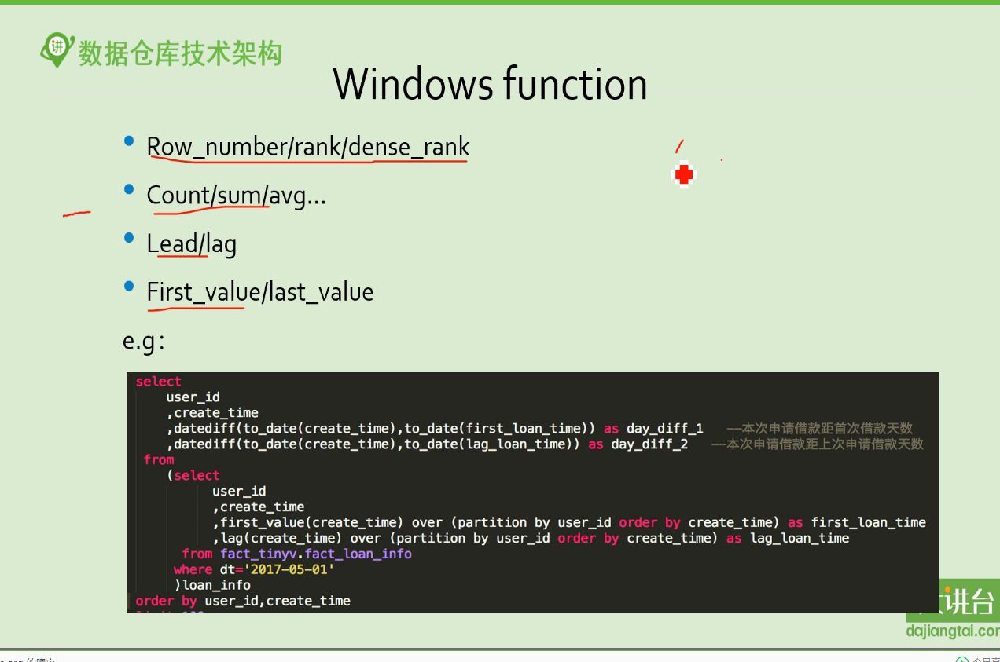 讲
数据仓库技术架构
Windows function
Row_number/rank/dense_rank
Count/sum/avg...
Lead/lag
First_value/last_value
e.g:
select
user_id
,create_time
,datediff(to_date(create_time),to_date(first_loan_time)) as day_diff_1 --本次申请借款距首次借款天数
,datediff(to_date(create_time),to_date(lag_loan_time)) as day_diff_2 --本次申请借款距上次申请借款天数
from
(select
user_id
,create_time
,first_value(create_time) over (partition by user_id order by create_time) as first_loan_time
,lag(create_time) over (partition by user_id order by create_time) as lag_loan_time
from fact_tinyv.fact_loan_info
where dt='2017-05-01'
)loan_info
order by user_id,create_time
讲台
dajiangtai.co